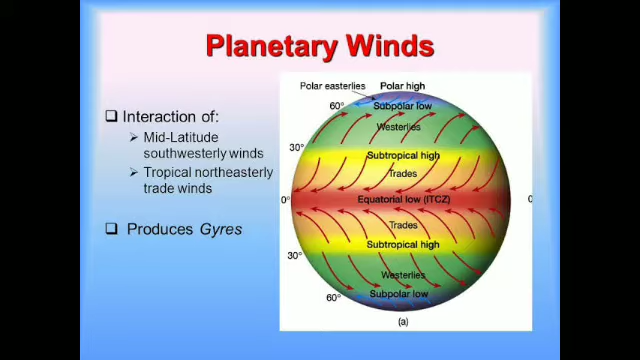 Planetary Winds
Interaction of:
Mid-Latitude
southwesterly winds
Tropical northeasterly
trade winds
Produces Gyres
Polar easterlies
Polar high
60°
Subpolar low
Westerlies
30°
Subtropical high
Trades
0°
Equatorial low (ITCZ)
0
Trades
Subtropical high
30°
Westerlies
60°
Subpolar low
(a)